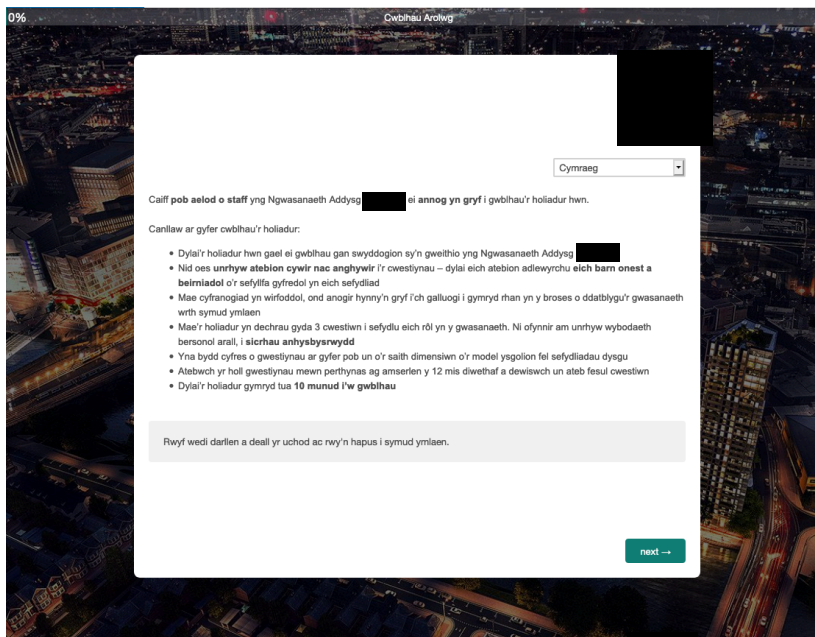 0%
Cwblhau Arolwg
Cymraeg
Caiff pob aelod o staff yng Ngwasanaeth Addysg ei annog yn gryf i gwblhau'r holiadur hwn.
Canllaw ar gyfer cwblhau'r holiadur:
• Dylai'r holiadur hwn gael ei gwblhau gan swyddogion sy'n gweithio yng Ngwasanaeth Addysg
• Nid oes unrhyw atebion cywir nac anghywir i'r cwestiynau – dylai eich atebion adlewyrchu eich barn onest a
beirniadol o'r sefyllfa gyfredol yn eich sefydliad
• Mae cyfranogiad yn wirfoddol, ond anogir hynny'n gryf i'ch galluogi i gymryd rhan yn y broses o ddatblygu'r gwasanaeth
wrth symud ymlaen
• Mae'r holiadur yn dechrau gyda 3 cwestiwn i sefydlu eich rôl yn y gwasanaeth. Ni ofynnir am unrhyw wybodaeth
bersonol arall, i sicrhau anhysbysrwydd
• Yna bydd cyfres o gwestiynau ar gyfer pob un o'r saith dimensiwn o'r model ysgolion fel sefydliadau dysgu
• Atebwch yr holl gwestiynau mewn perthynas ag amserlen y 12 mis diwethaf a dewiswch un ateb fesul cwestiwn
• Dylai'r holiadur gymryd tua 10 munud i'w gwblhau
Rwyf wedi darllen a deall yr uchod ac rwy'n hapus i symud ymlaen.
next →